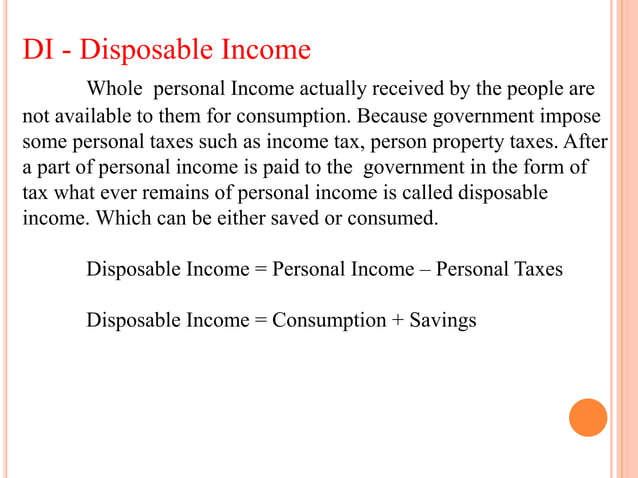 DI - Disposable Income
Whole personal Income actually received by the people are
not available to them for consumption. Because government impose
some personal taxes such as income tax, person property taxes. After
a part of personal income is paid to the government in the form of
tax what ever remains of personal income is called disposable
income. Which can be either saved or consumed.
Disposable Income = Personal Income – Personal Taxes
Disposable Income = Consumption + Savings